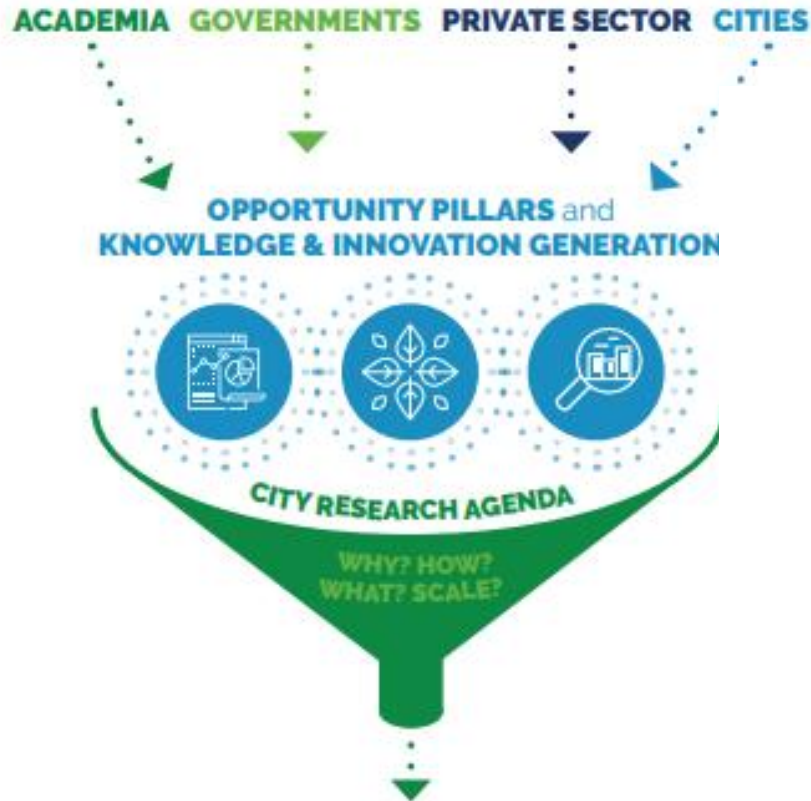 ACADEMIA GOVERNMENTS PRIVATE SECTOR CITIES
OPPORTUNITY PILLARS and
KNOWLEDGE & INNOVATION GENERATION
CITY RESEARCH AGENDA
WHY? HOW?
WHAT? SCALE?